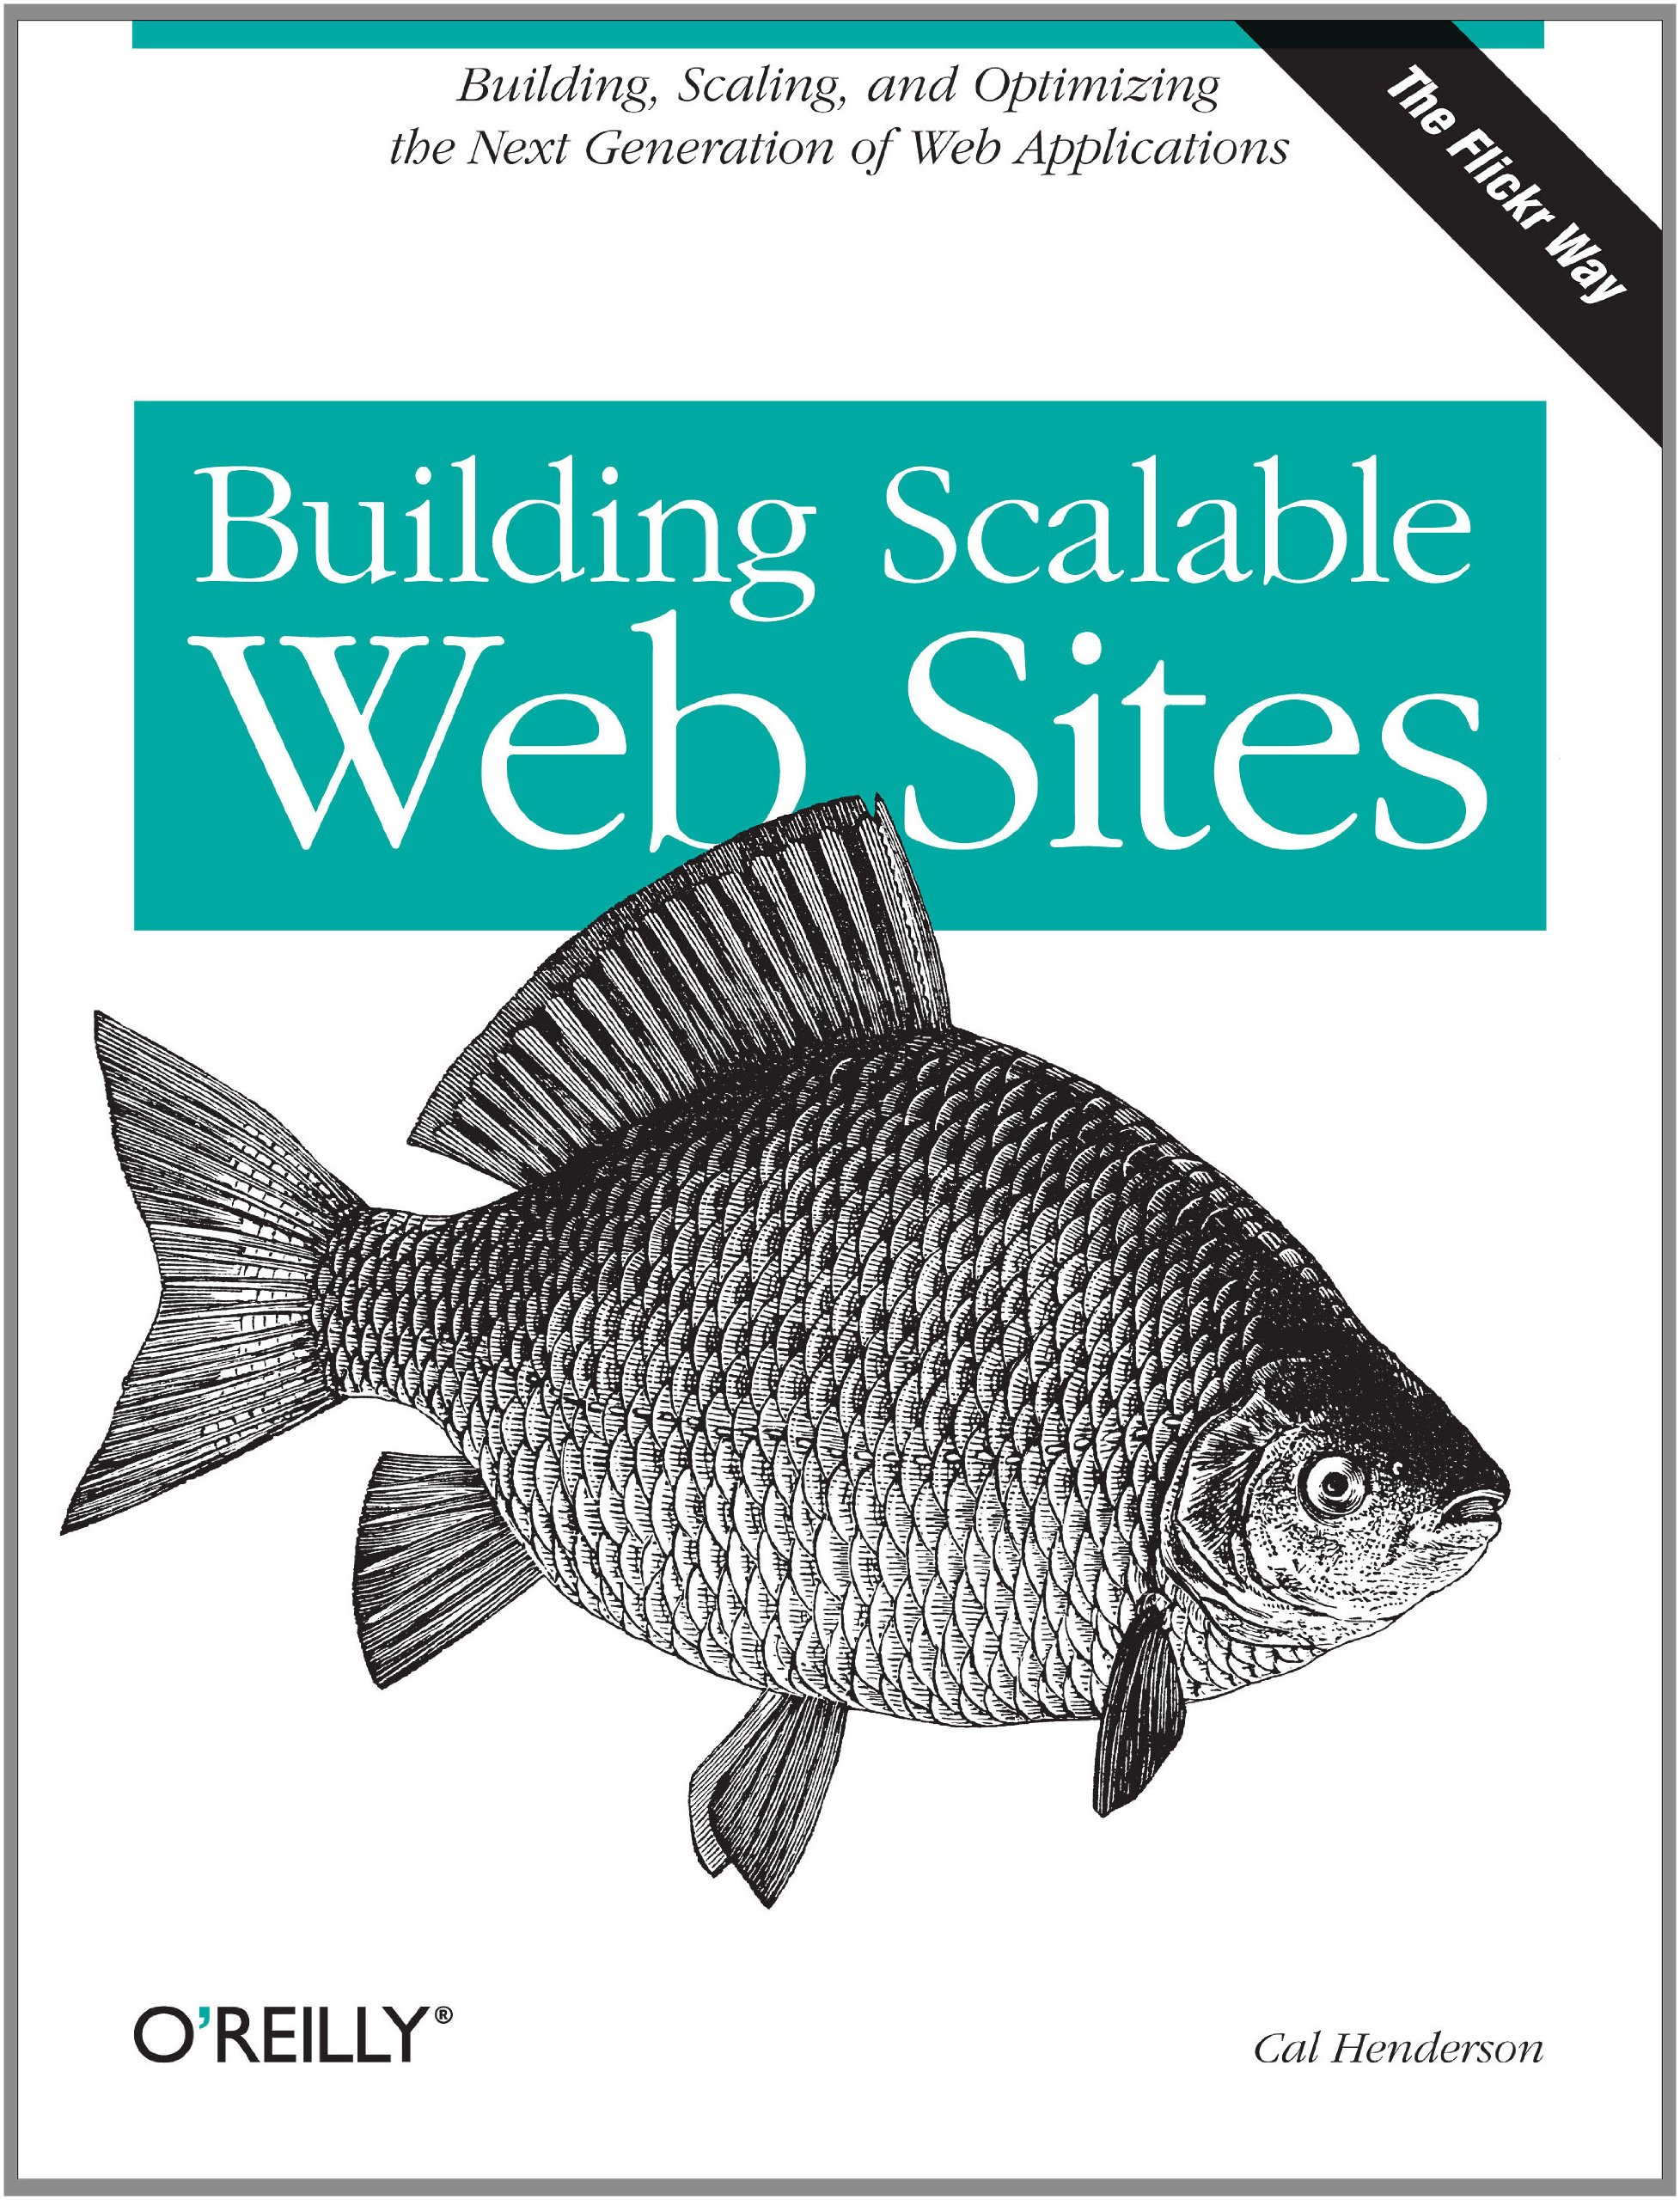 Building, Scaling, and Optimizing
the Next Generation of Web Applications
The Flickr Way
Building Scalable
Web Sites
O'REILLY®
Cal Henderson